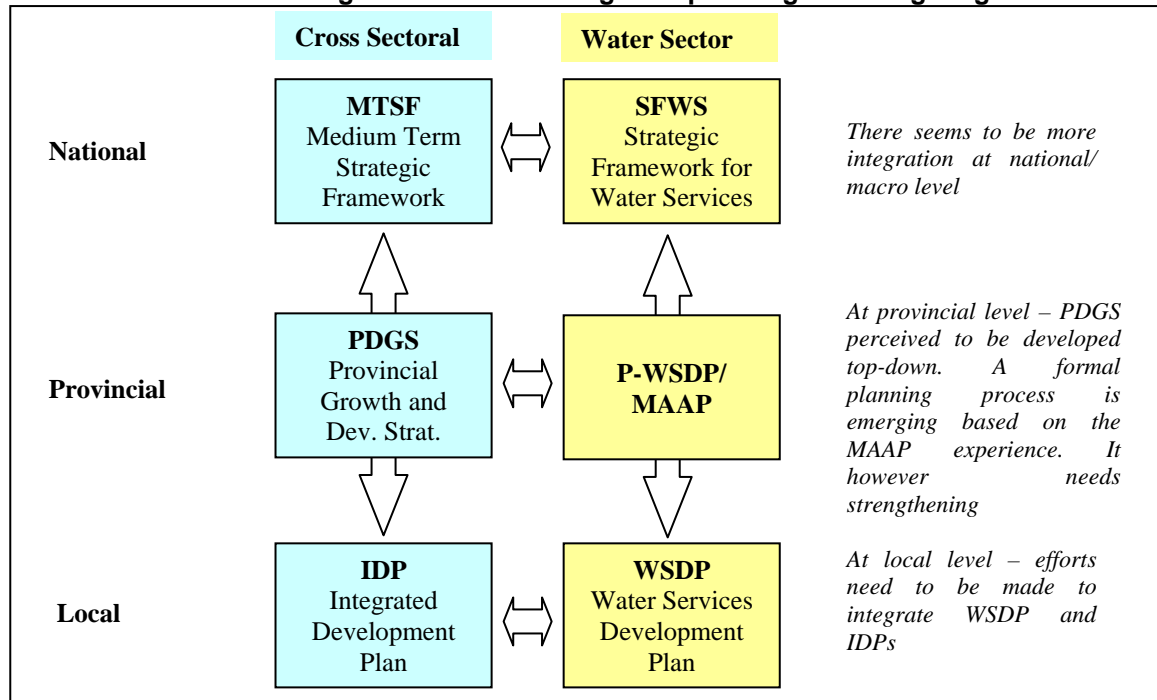 Cross Sectoral
Water Sector
National
MTSF
Medium Term
Strategic
Framework
SFWS
Strategic
Framework for
Water Services
There seems to be more
integration at national/
macro level
Provincial
PDGS
Provincial
Growth and
Dev. Strat.
P-WSDP/
MAAP
At provincial level – PDGS
perceived to be developed
top-down. A formal
planning process is
emerging based on the
MAAP experience. It
however needs
strengthening
Local
IDP
Integrated
Development
Plan
WSDP
Water Services
Development
Plan
At local level – efforts
need to be made to
integrate WSDP and
IDPs